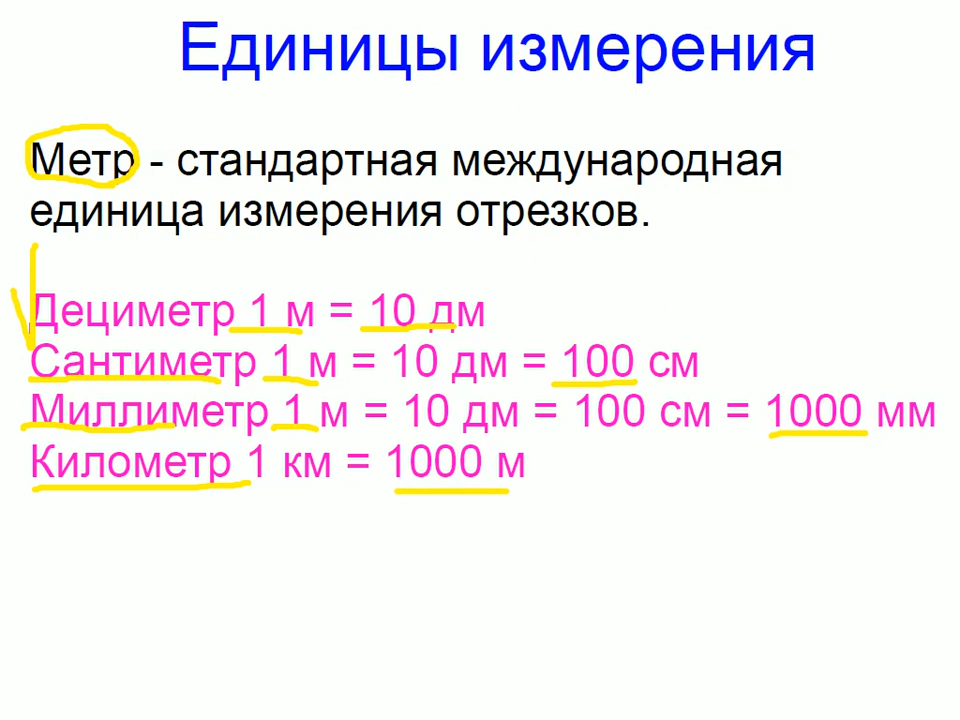 Единицы измерения
Метр - стандартная международная
единица измерения отрезков.
Дециметр 1 м = 10 дм
Сантиметр 1 м = 10 дм = 100 см
Миллиметр 1 м = 10 дм = 100 см = 1000 мм
Километр 1 км = 1000 м